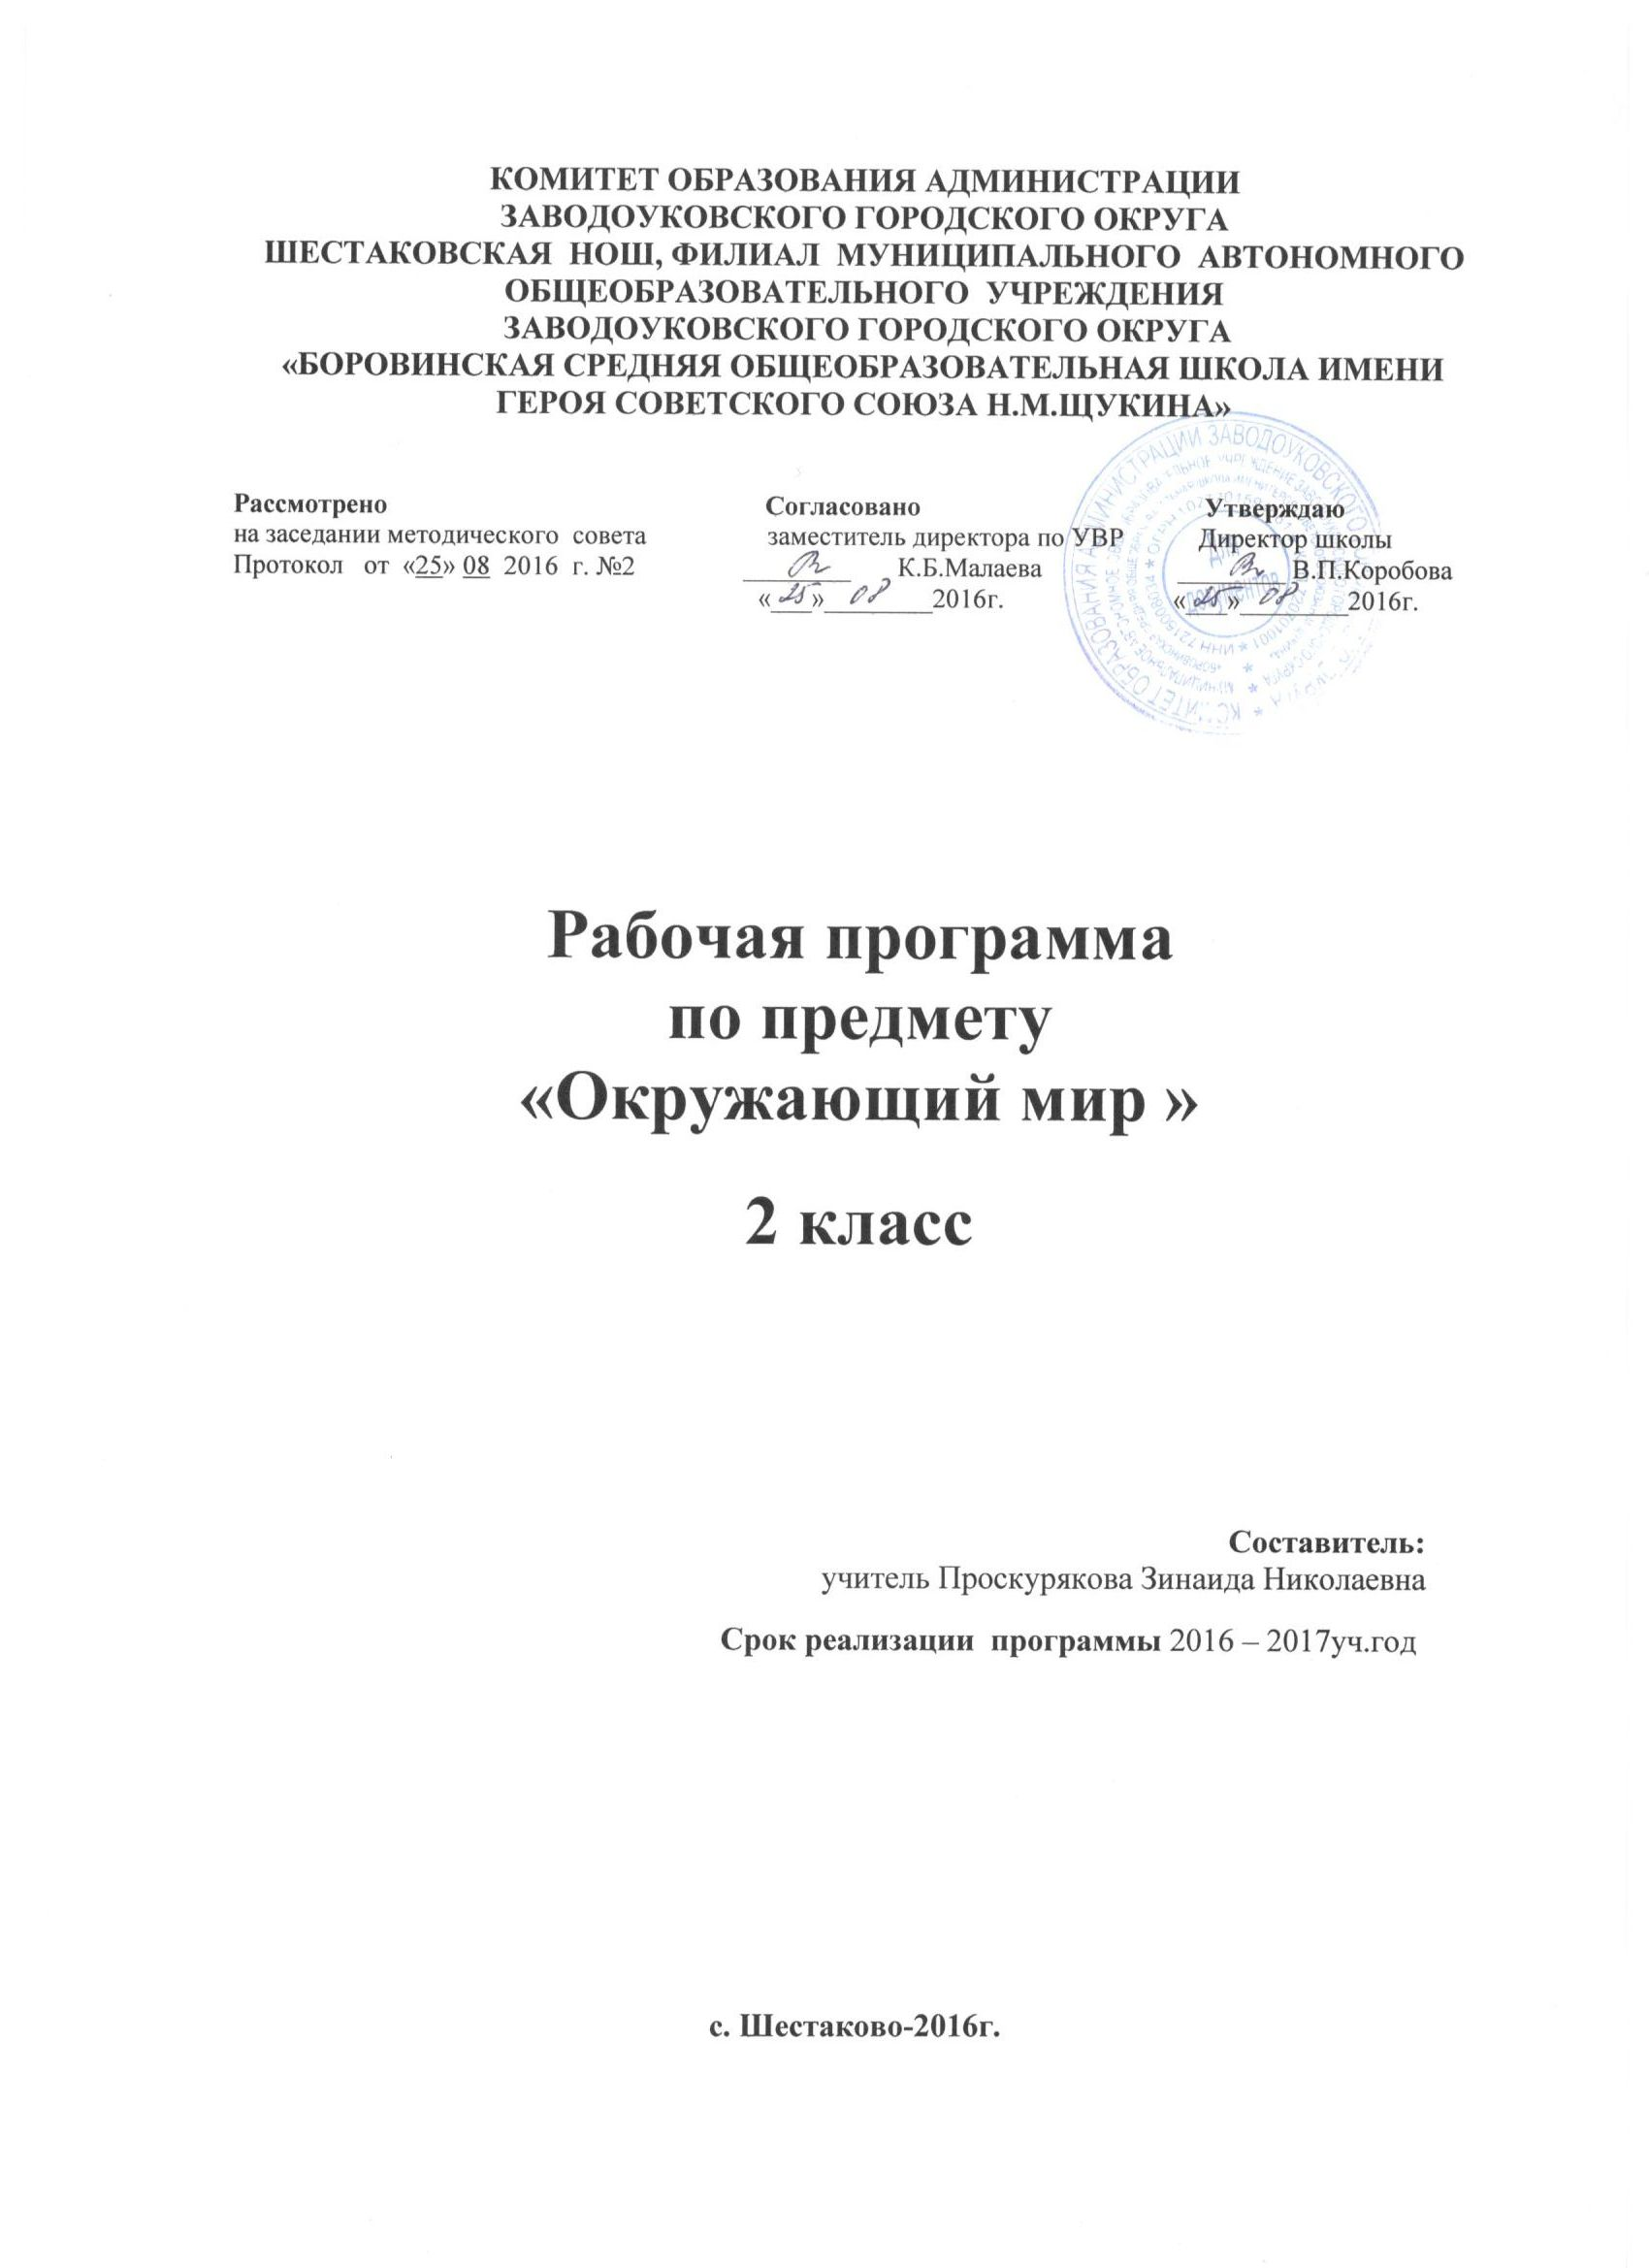 КОМИТЕТ ОБРАЗОВАНИЯ АДМИНИСТРАЦИИ
ЗАВОДОУКОВСКОГО ГОРОДСКОГО ОКРУГА
ШЕСТАКОВСКАЯ НОШ, ФИЛИАЛ МУНИЦИПАЛЬНОГО АВТОНОМНОГО
ОБЩЕОБРАЗОВАТЕЛЬНОГО УЧРЕЖДЕНИЯ
ЗАВОДОУКОВСКОГО ГОРОДСКОГО ОКРУГА
«БОРОВИНСКАЯ СРЕДНЯЯ ОБЩЕОБРАЗОВАТЕЛЬНАЯ ШКОЛА ИМЕНИ
ГЕРОЯ СОВЕТСКОГО СОЮЗА Н.М.ЩУКИНА»
Рассмотрено Согласовано Утверждаю
на заседании методического совета заместитель директора по УВР Директор школы
Протокол от «25» 08 2016 г. №2 К.Б.Малаева В.П.Коробова
«25» 08 2016г. «25» 08 2016г.
Рабочая программа
по предмету
«Окружающий мир »
2 класс
Составитель:
учитель Проскурякова Зинаида Николаевна
Срок реализации программы 2016 – 2017уч.год
с. Шестаково-2016г.